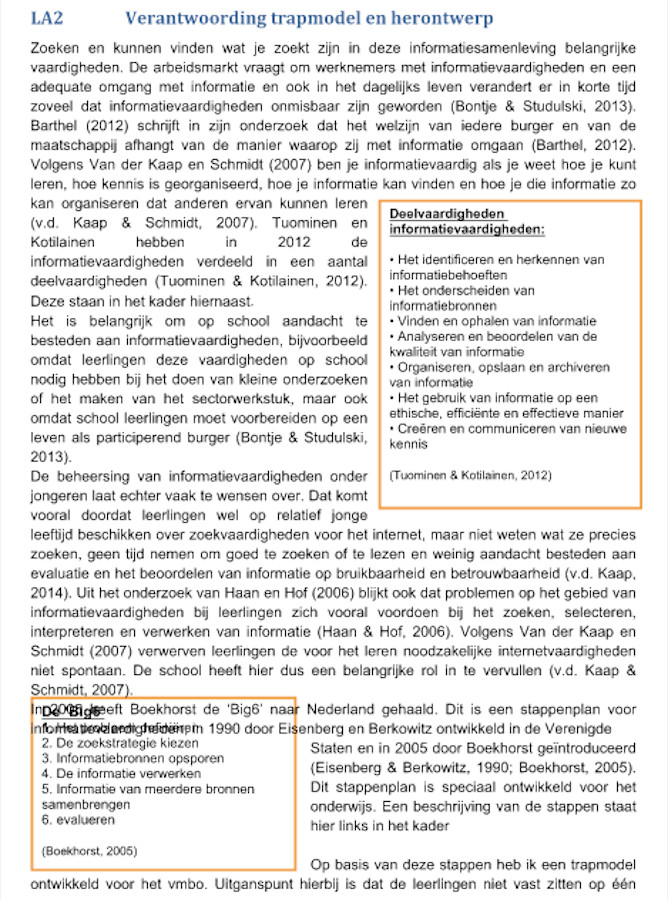 LA2 Verantwoording trapmodel en herontwerp
Zoeken en kunnen vinden wat je zoekt zijn in deze informatiesamenleving belangrijke
vaardigheden. De arbeidsmarkt vraagt om werknemers met informatievaardigheden en een
adequate omgang met informatie en ook in het dagelijks leven verandert er in korte tijd
zoveel dat informatievaardigheden onmisbaar zijn geworden (Bontje & Studulski, 2013).
Barthel (2012) schrijft in zijn onderzoek dat het welzijn van iedere burger en van de
maatschappij afhangt van de manier waarop zij met informatie omgaan (Barthel, 2012).
Volgens Van der Kaap en Schmidt (2007) ben je informatievaardig als je weet hoe je kunt
leren, hoe kennis is georganiseerd, hoe je informatie kan vinden en hoe je die informatie zo
kan organiseren dat anderen ervan kunnen leren
(v.d. Kaap & Schmidt, 2007). Tuominen en
Kotilainen hebben in 2012 de
informatievaardigheden verdeeld in een aantal
deelvaardigheden (Tuominen & Kotilainen, 2012).
Deze staan in het kader hiernaast.
Het is belangrijk om op school aandacht te
besteden aan informatievaardigheden, bijvoorbeeld
omdat leerlingen deze vaardigheden op school
nodig hebben bij het doen van kleine onderzoeken
of het maken van het sectorwerkstuk, maar ook
omdat school leerlingen moet voorbereiden op een
leven als participerend burger (Bontje & Studulski,
2013).
De beheersing van informatievaardigheden onder
jongeren laat echter vaak te wensen over. Dat komt
vooral doordat leerlingen wel op relatief jonge
Deelvaardigheden
informatievaardigheden:
• Het identificeren en herkennen van
informatiebehoeften
• Het onderscheiden van
informatiebronnen
• Vinden en ophalen van informatie
• Analyseren en beoordelen van de
kwaliteit van informatie
• Organiseren, opslaan en archiveren
van informatie
• Het gebruik van informatie op een
ethische, efficiënte en effectieve manier
• Creëren en communiceren van nieuwe
kennis
(Tuominen & Kotilainen, 2012)
leeftijd beschikken over zoekvaardigheden voor het internet, maar niet weten wat ze precies
zoeken, geen tijd nemen om goed te zoeken of te lezen en weinig aandacht besteden aan
evaluatie en het beoordelen van informatie op bruikbaarheid en betrouwbaarheid (v.d. Kaap,
2014). Uit het onderzoek van Haan en Hof (2006) blijkt ook dat problemen op het gebied van
informatievaardigheden bij leerlingen zich vooral voordoen bij het zoeken, selecteren,
interpreteren en verwerken van informatie (Haan & Hof, 2006). Volgens Van der Kaap en
Schmidt (2007) verwerven leerlingen de voor het leren noodzakelijke internetvaardigheden
niet spontaan. De school heeft hier dus een belangrijke rol in te vervullen (v.d. Kaap &
Schmidt, 2007).
In 2005 heeft Boekhorst de 'Big6' naar Nederland gehaald. Dit is een stappenplan voor
informatievaardigheden, in 1990 door Eisenberg en Berkowitz ontwikkeld in de Verenigde
De 'Big6'
1. Het probleem definiëren
2. De zoekstrategie kiezen
3. Informatiebronnen opsporen
4. De informatie verwerken
5. Informatie van meerdere bronnen
samenbrengen
6. evalueren
(Boekhorst, 2005)
Staten en in 2005 door Boekhorst geïntroduceerd
(Eisenberg & Berkowitz, 1990; Boekhorst, 2005).
Dit stappenplan is speciaal ontwikkeld voor het
onderwijs. Een beschrijving van de stappen staat
hier links in het kader
Op basis van deze stappen heb ik een trapmodel
ontwikkeld voor het vmbo. Uitganspunt hierbij is dat de leerlingen niet vast zitten op één